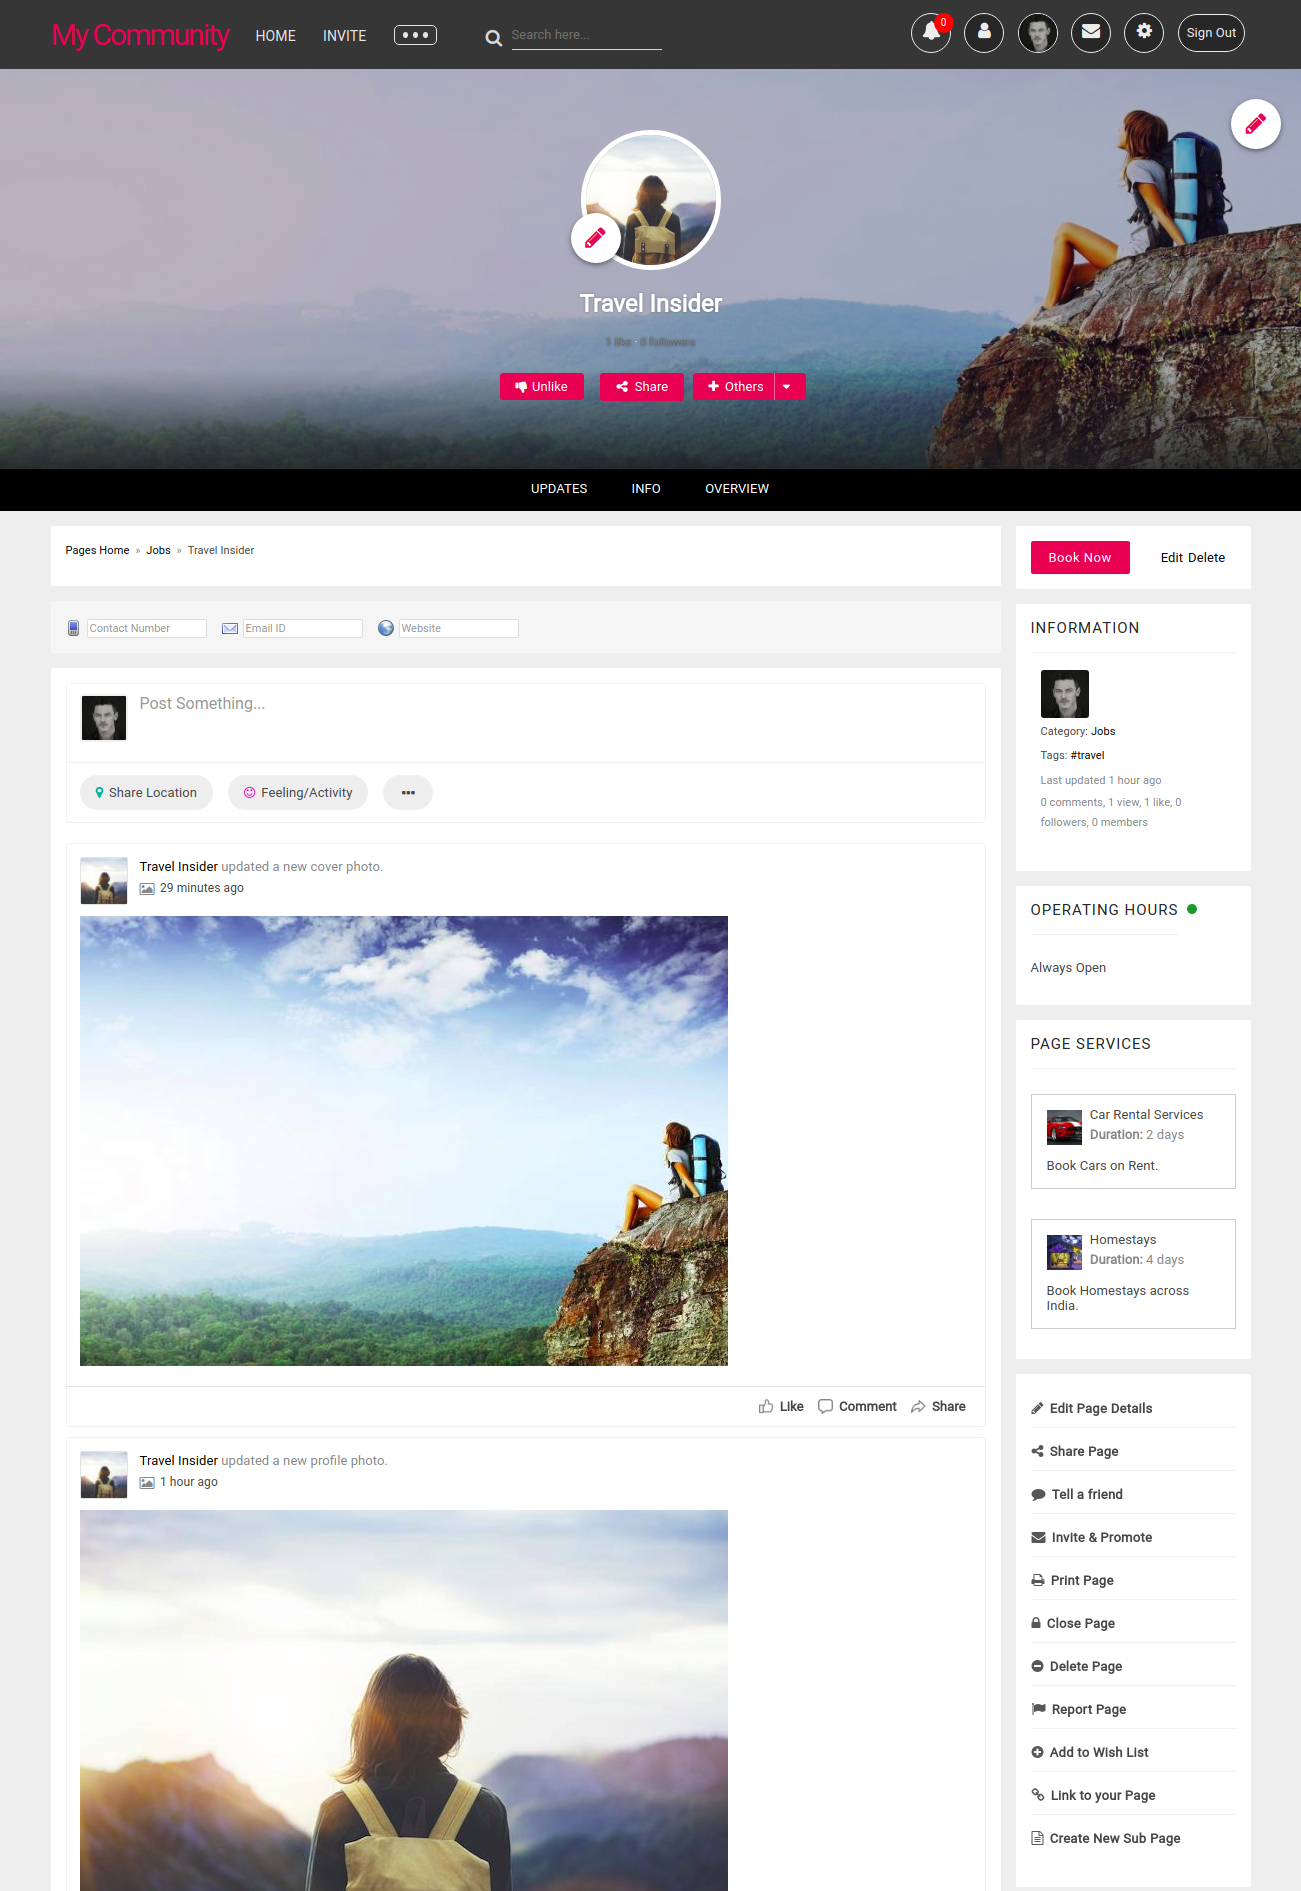 My Community
HOME
INVITE
Search here...
0
Sign Out
Travel Insider
1 like · 0 followers
Unlike
Share
Others
UPDATES
INFO
OVERVIEW
Pages Home » Jobs » Travel Insider
Contact Number
Email ID
Website
Post Something...
Share Location
Feeling/Activity
Travel Insider updated a new cover photo.
29 minutes ago
Like
Comment
Share
Travel Insider updated a new profile photo.
1 hour ago
Book Now
Edit Delete
INFORMATION
Category: Jobs
Tags: #travel
Last updated 1 hour ago
0 comments, 1 view, 1 like, 0
followers, 0 members
OPERATING HOURS
Always Open
PAGE SERVICES
Car Rental Services
Duration: 2 days
Book Cars on Rent.
Homestays
Duration: 4 days
Book Homestays across
India.
Edit Page Details
Share Page
Tell a friend
Invite & Promote
Print Page
Close Page
Delete Page
Report Page
Add to Wish List
Link to your Page
Create New Sub Page